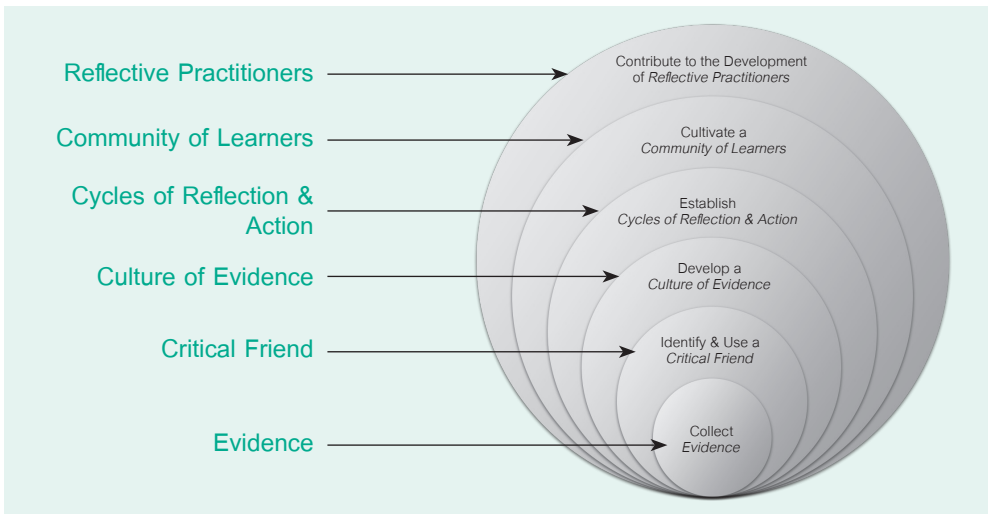 Reflective Practitioners
Community of Learners
Cycles of Reflection &
Action
Culture of Evidence
Critical Friend
Evidence
Contribute to the Development
of Reflective Practitioners
Cultivate a
Community of Learners
Establish
Cycles of Reflection & Action
Develop a
Culture of Evidence
Identify & Use a
Critical Friend
Collect
Evidence